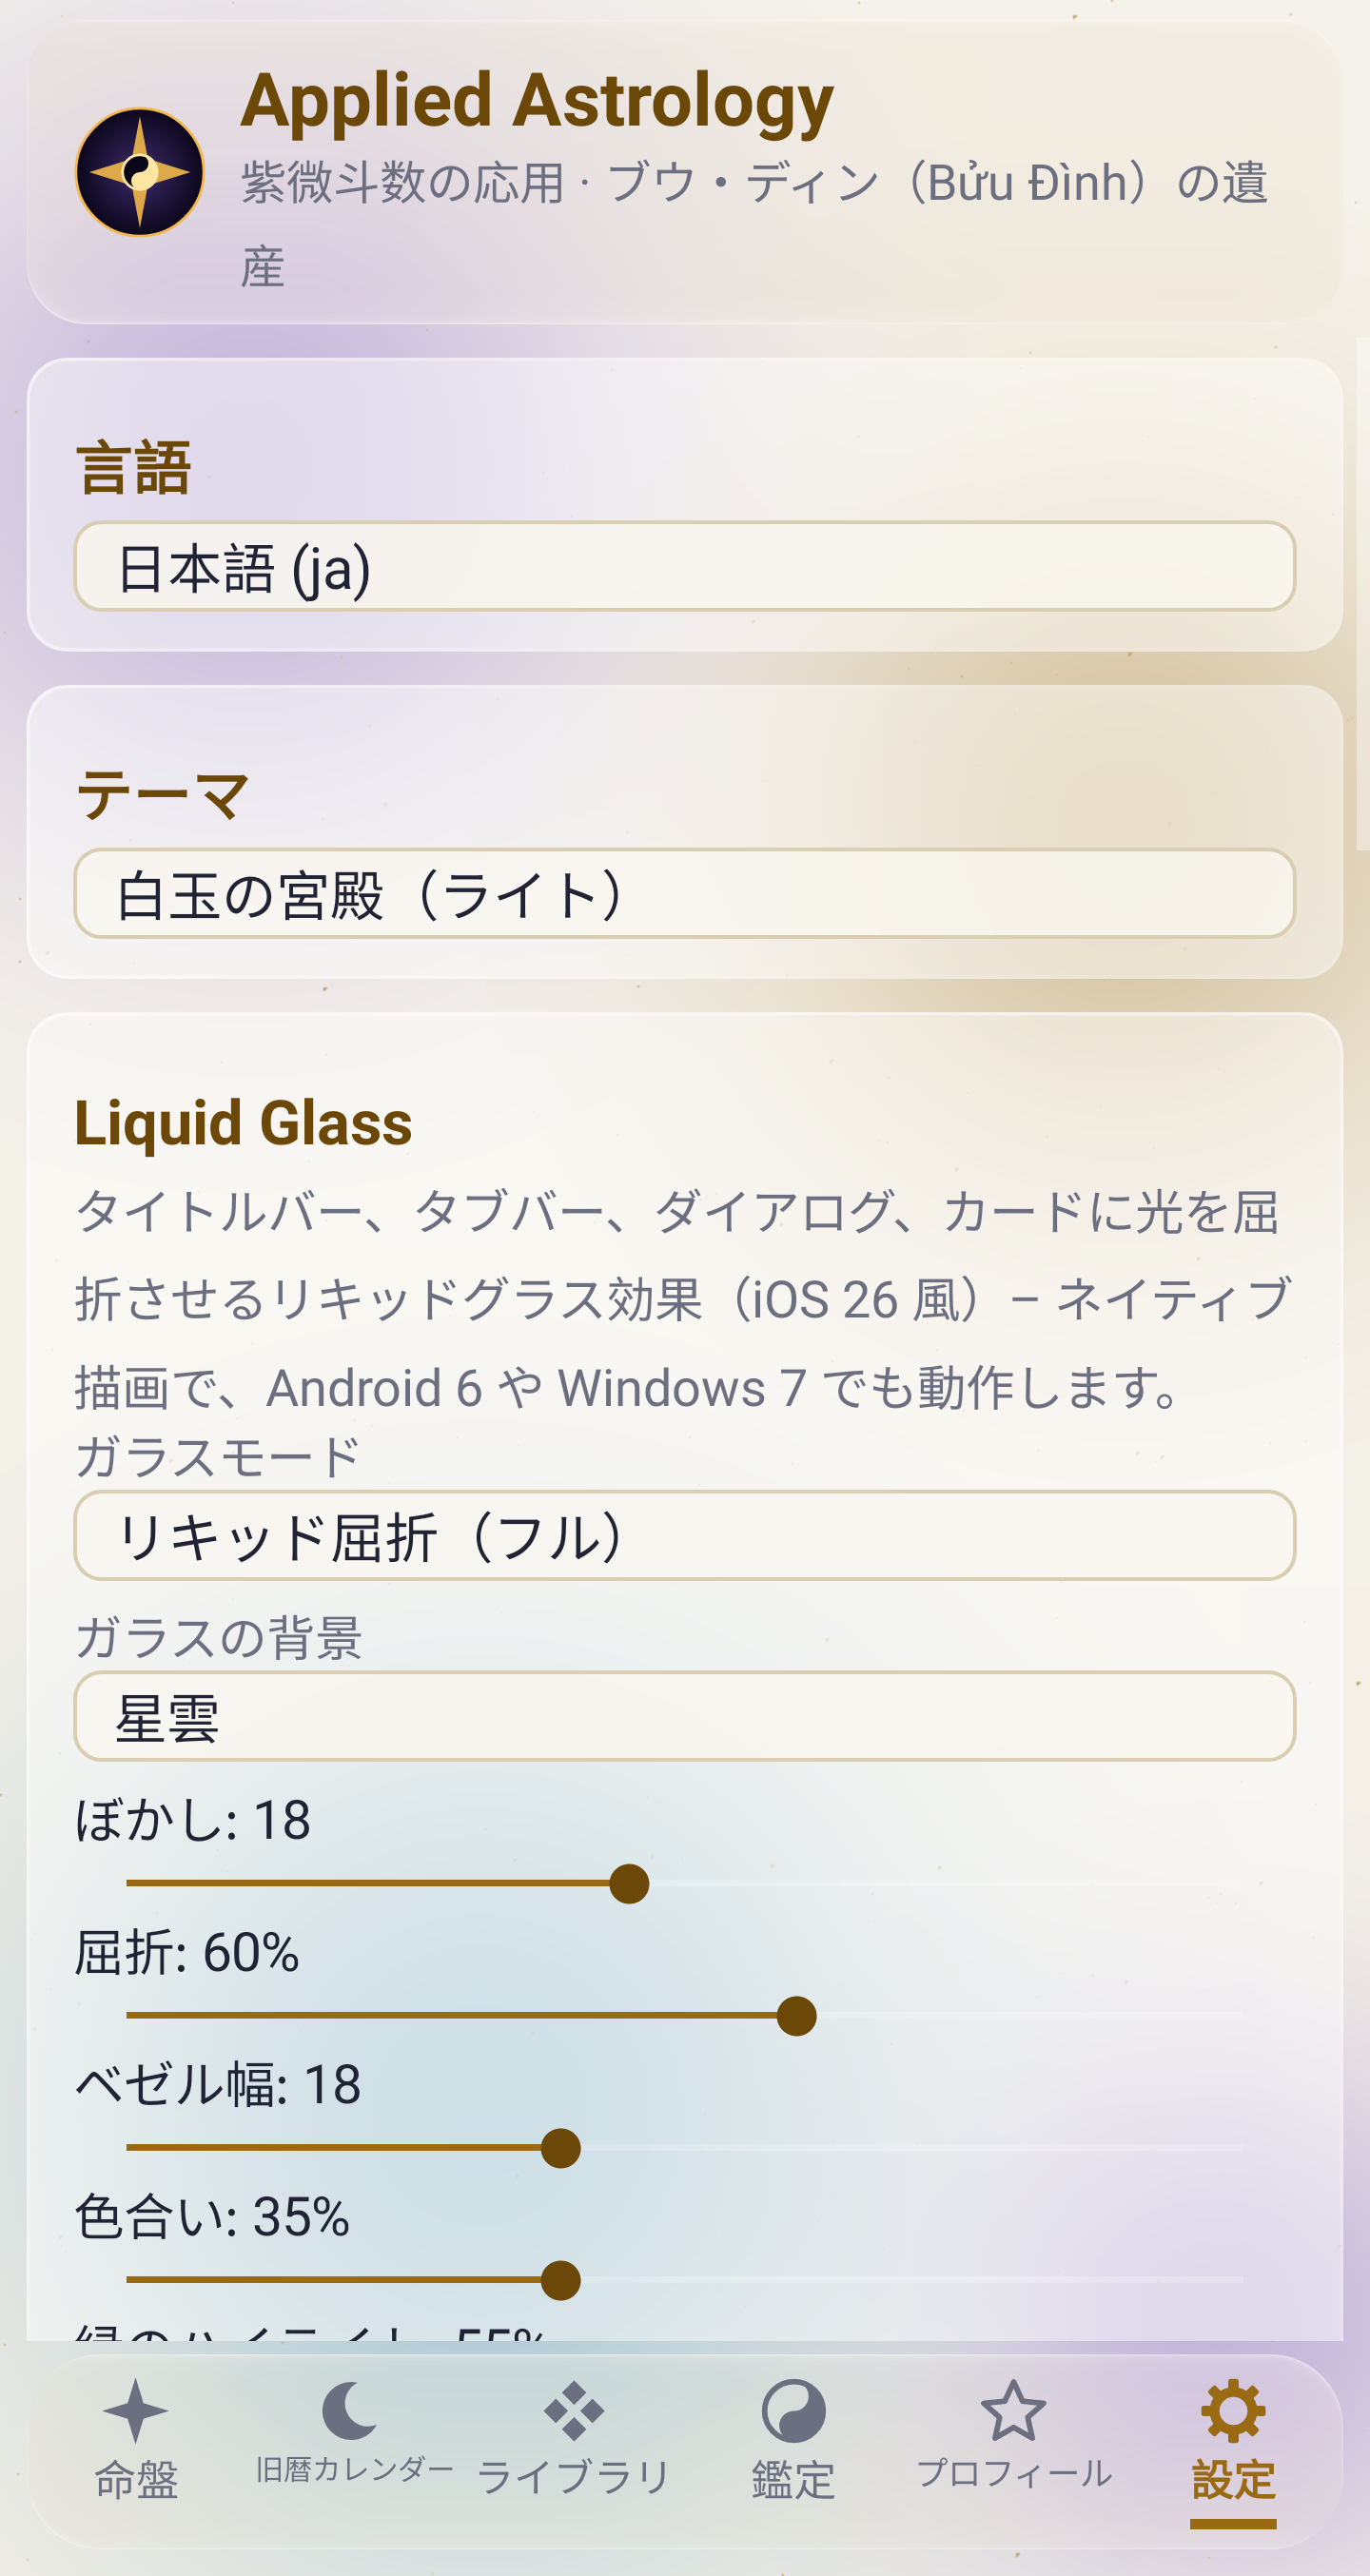 Applied Astrology
紫微斗数の応用 · ブウ・ディン（Bửu Đình）の遺
産
言語
日本語 (ja)
テーマ
白玉の宮殿（ライト）
Liquid Glass
タイトルバー、タブバー、ダイアログ、カードに光を屈
折させるリキッドグラス効果（iOS 26 風）– ネイティブ
描画で、Android 6 や Windows 7 でも動作します。
ガラスモード
リキッド屈折（フル）
ガラスの背景
星雲
ぼかし: 18
屈折: 60%
ベゼル幅: 18
色合い: 35%
命盤
旧暦カレンダー
ライブラリ
鑑定
プロフィール
設定